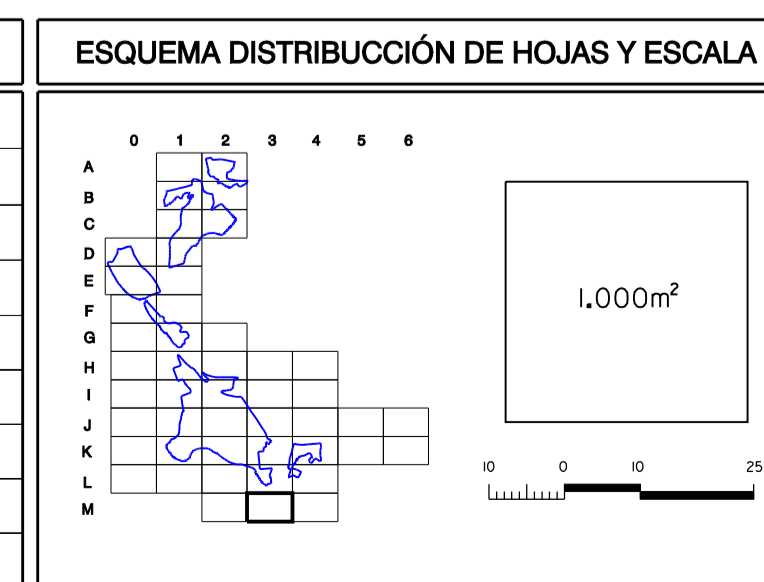 ESQUEMA DISTRIBUCCIÓN DE HOJAS Y ESCALA
0 1 2 3 4 5 6
A
B
C
D
E
F
G
H
I
J
K
L
M
1.000m²
10 0 10 25